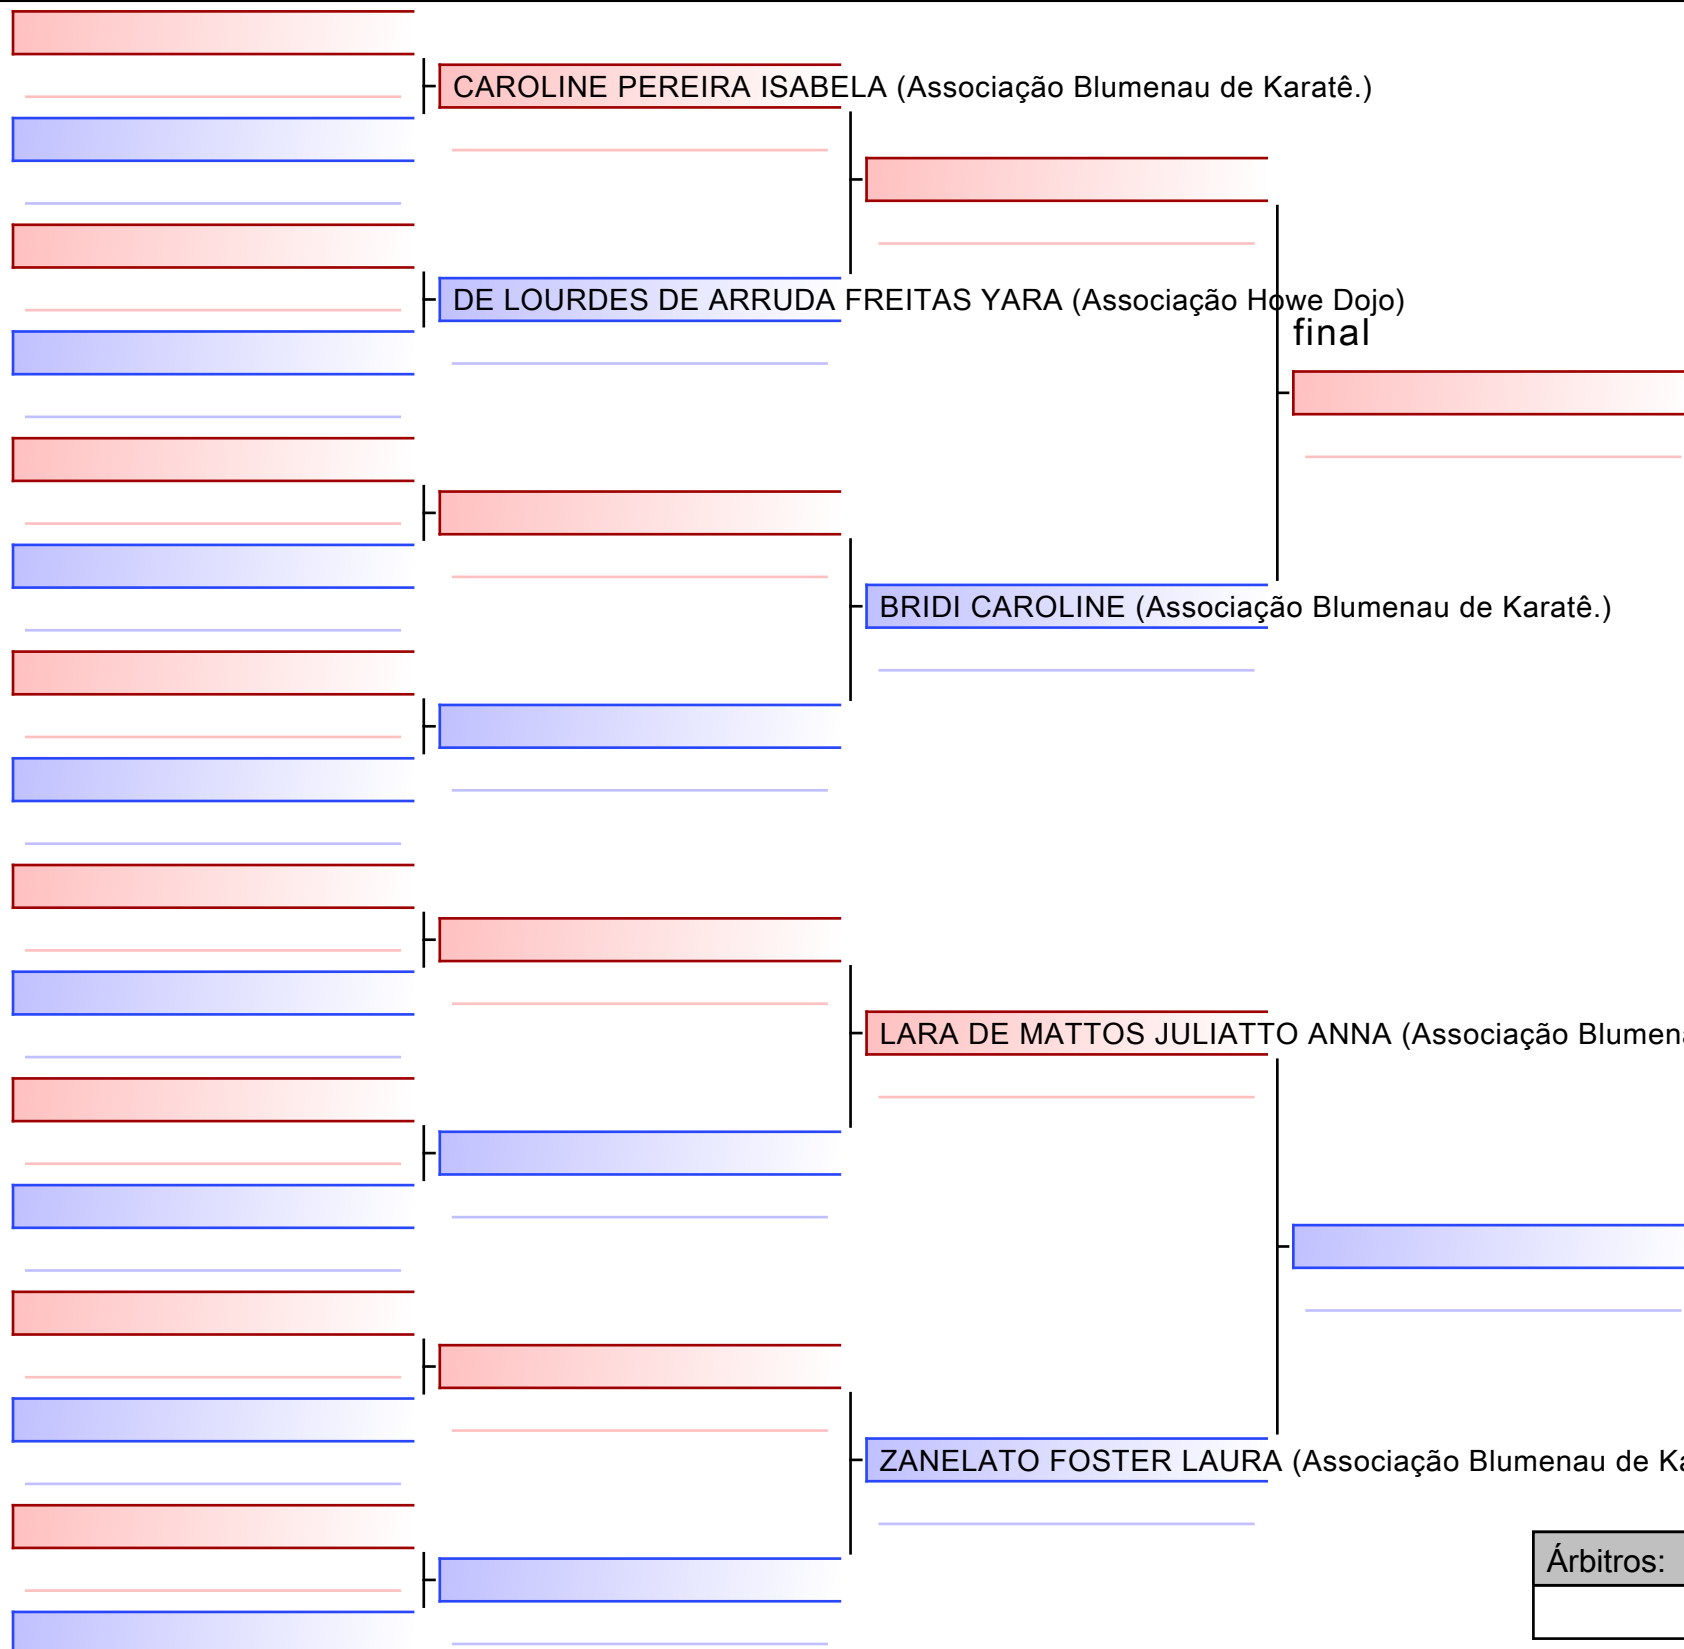 CAROLINE PEREIRA ISABELA (Associação Blumenau de Karatê.)
DE LOURDES DE ARRUDA FREITAS YARA (Associação Howe Dojo)
final
BRIDI CAROLINE (Associação Blumenau de Karatê.)
LARA DE MATTOS JULIATTO ANNA (Associação
ZANELATO FOSTER LAURA (Associação Blumenau de
Árbitros: